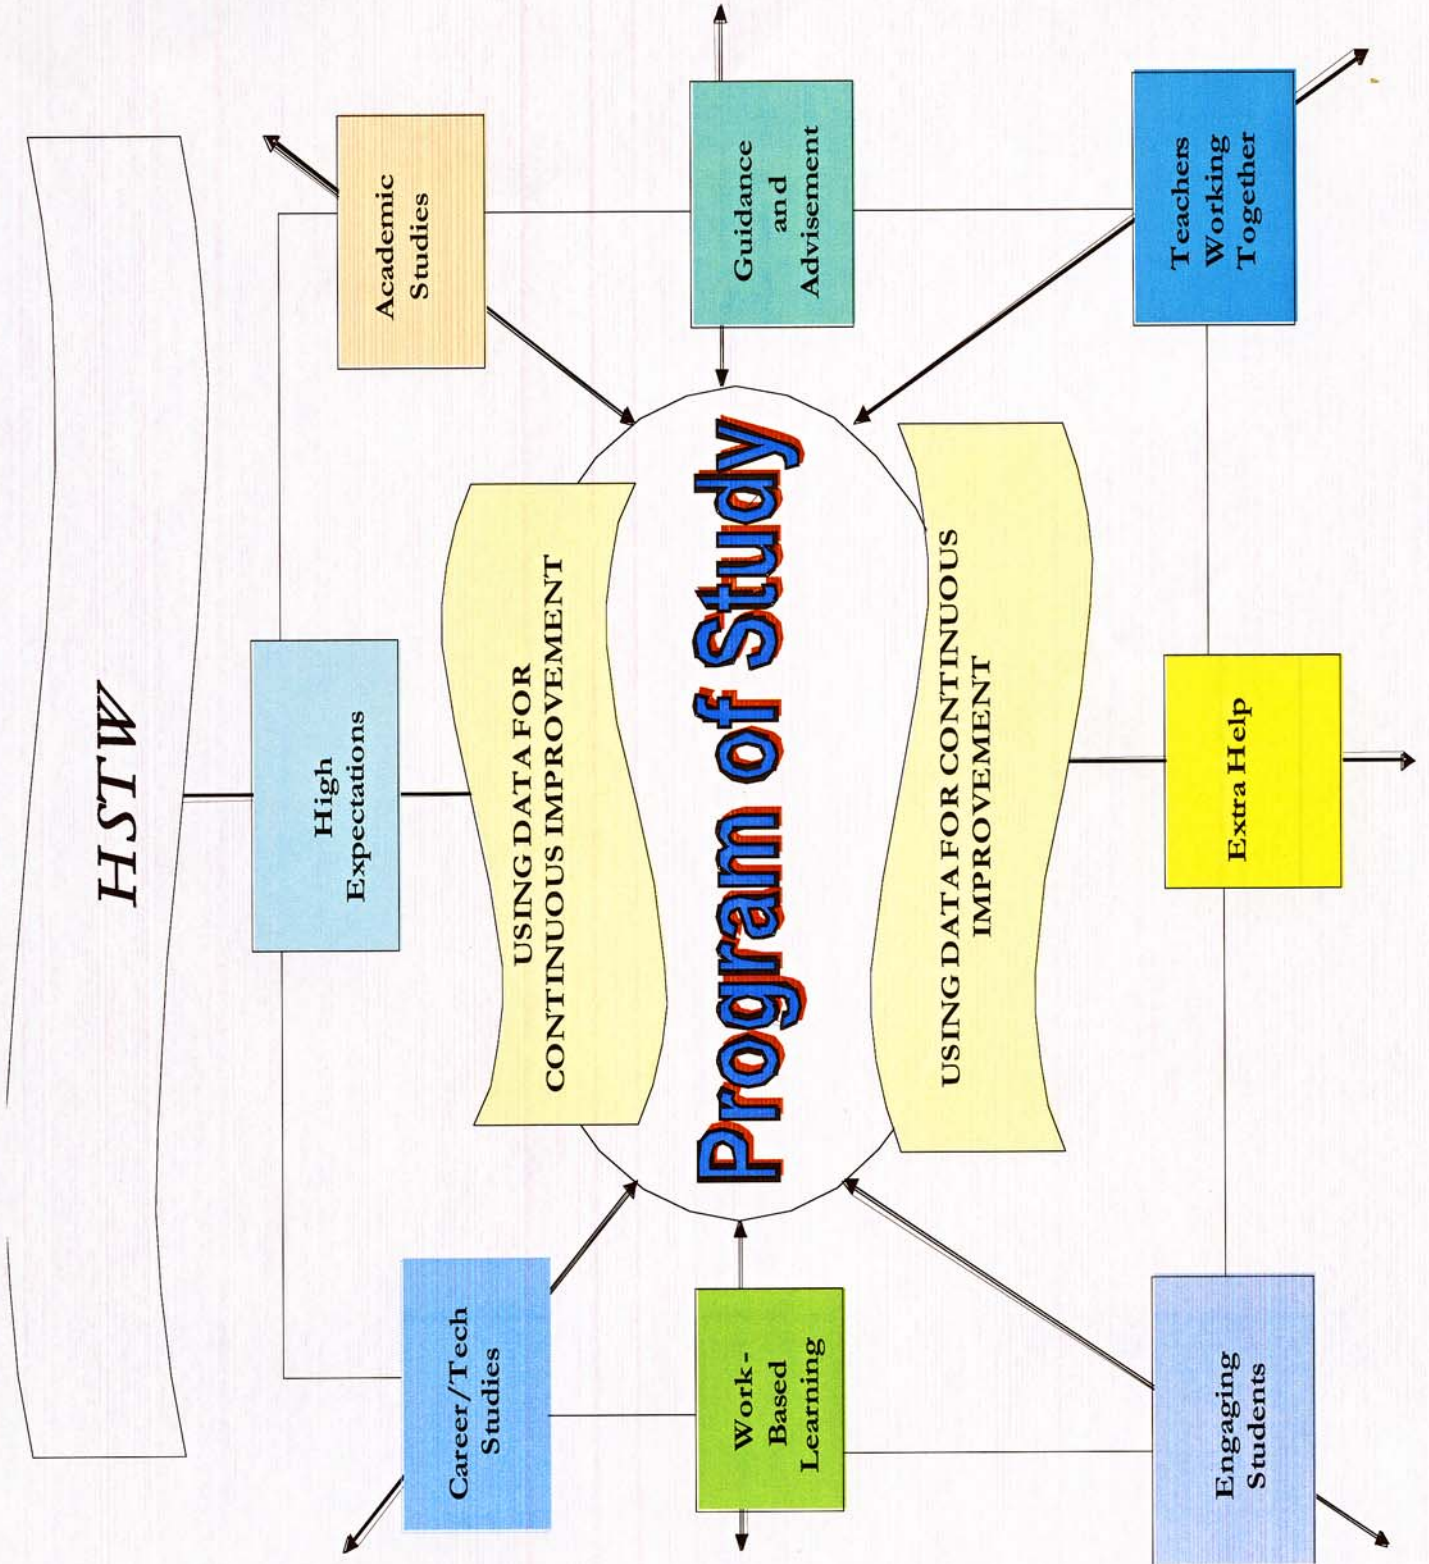 HSTW
High
Expectations
Career/Tech
Studies
Academic
Studies
USING DATA FOR
CONTINUOUS IMPROVEMENT
Work-
Based
Learning
Program of Study
Guidance
and
Advisement
USING DATA FOR CONTINUOUS
IMPROVEMENT
Engaging
Students
Extra Help
Teachers
Working
Together